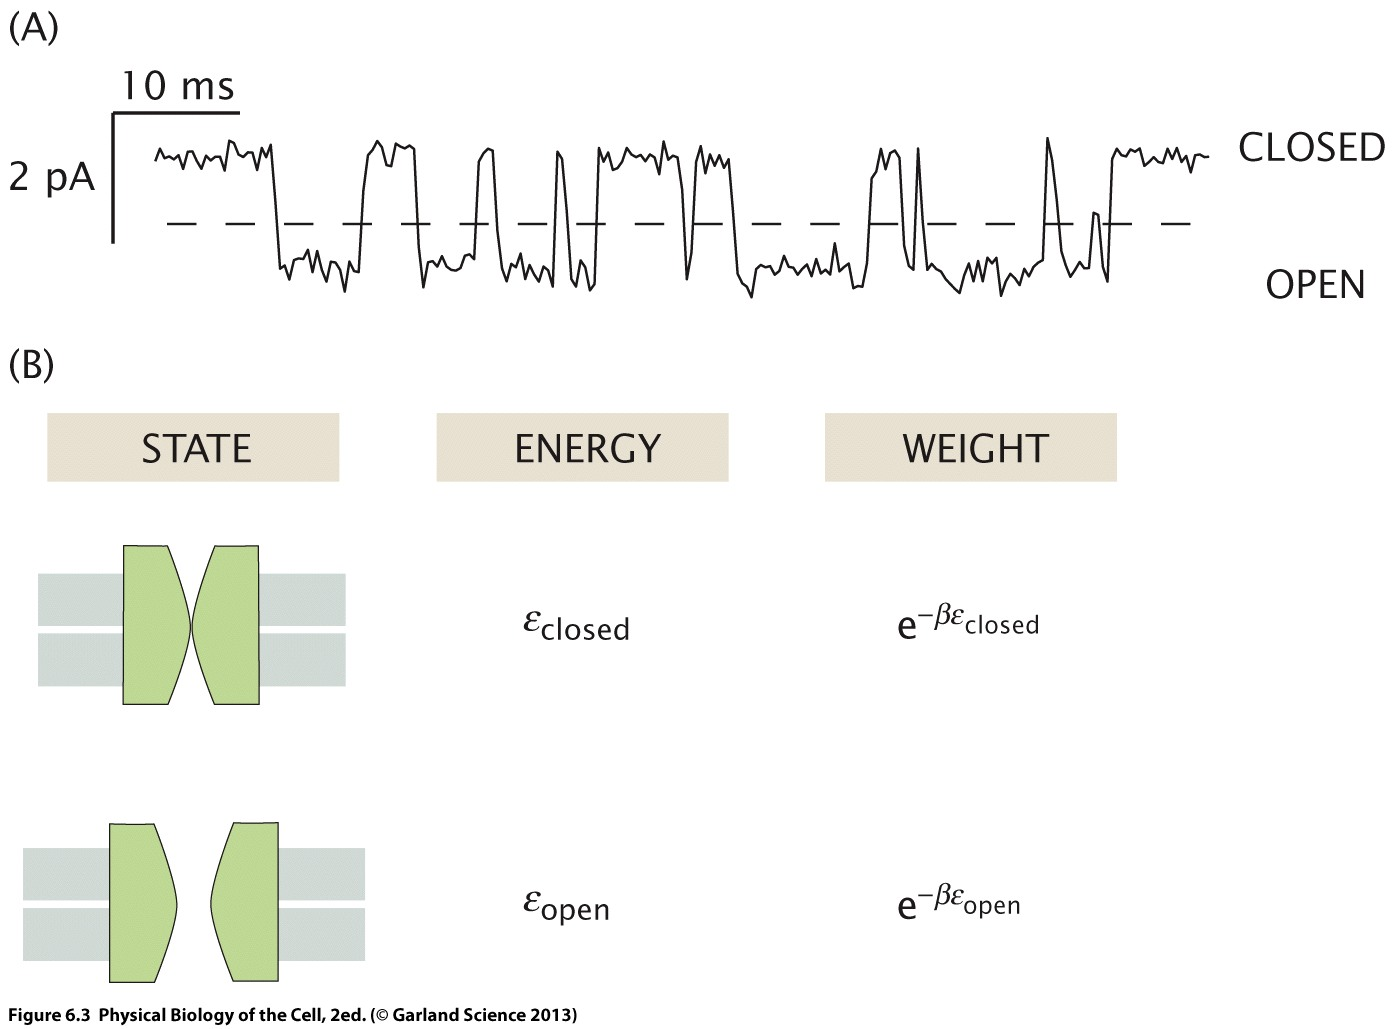 (A)
10 ms
2 pA
CLOSED
OPEN
(B)
STATE ENERGY WEIGHT
εclosed e−βεclosed
εopen e−βεopen
Figure 6.3 Physical Biology of the Cell, 2ed. (© Garland Science 2013)